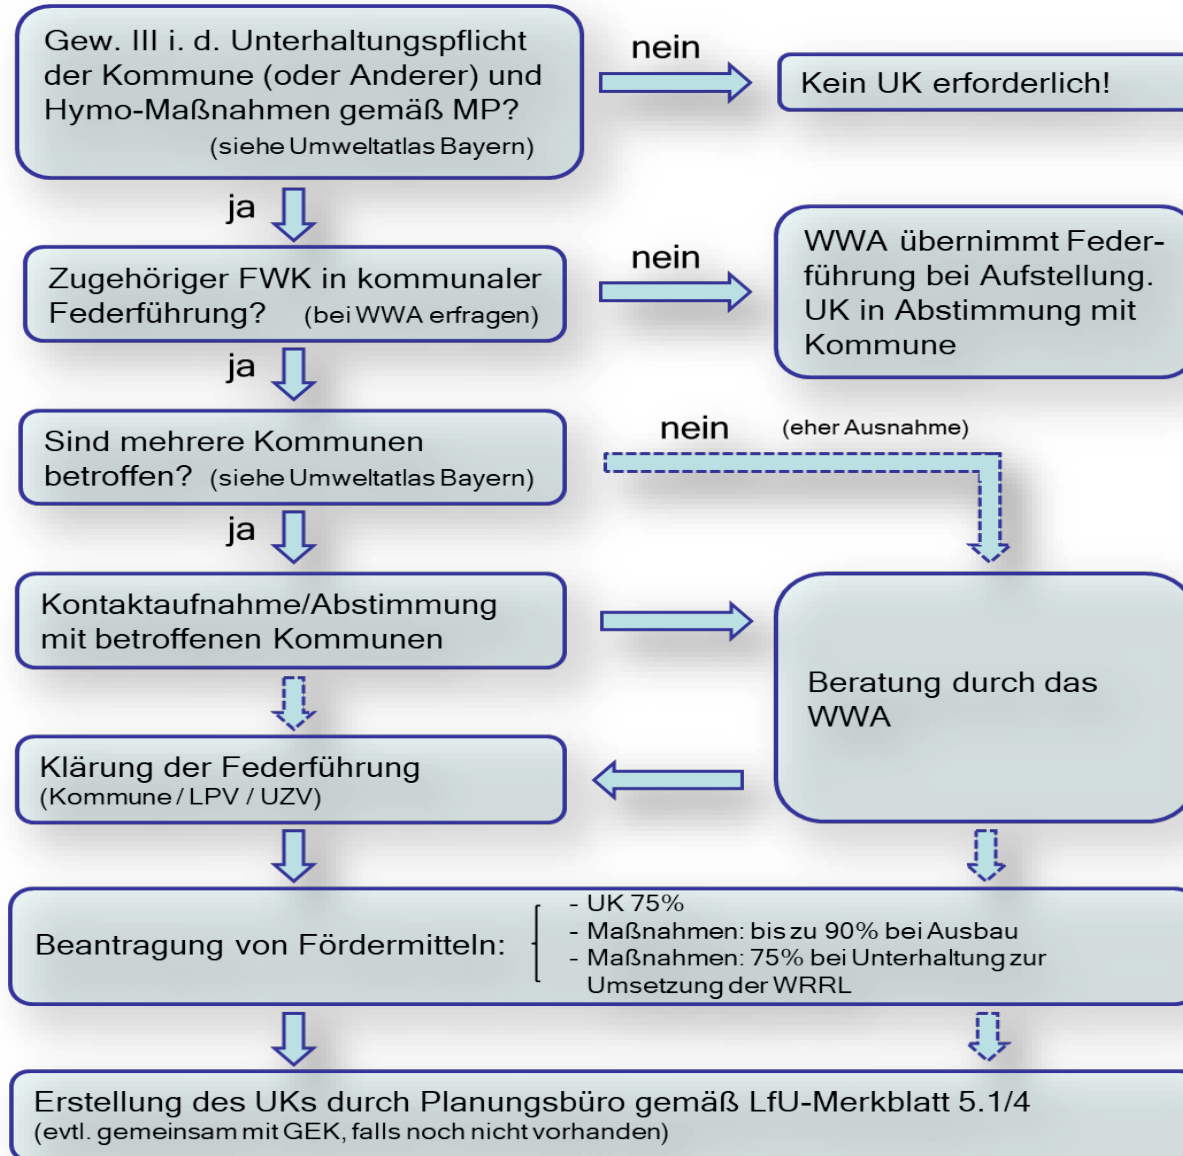 Gew. III i. d. Unterhaltungspflicht
der Kommune (oder Anderer) und
Hymo-Maßnahmen gemäß MP?
(siehe Umweltatlas Bayern)
nein
Kein UK erforderlich!
ja
Zugehöriger FWK in kommunaler
Federführung? (bei WWA erfragen)
nein
WWA übernimmt Feder-
führung bei Aufstellung.
UK in Abstimmung mit
Kommune
ja
Sind mehrere Kommunen
betroffen? (siehe Umweltatlas Bayern)
nein (eher Ausnahme)
ja
Kontaktaufnahme/Abstimmung
mit betroffenen Kommunen
Beratung durch das
WWA
Klärung der Federführung
(Kommune / LPV / UZV)
Beantragung von Fördermitteln:
- UK 75%
- Maßnahmen: bis zu 90% bei Ausbau
- Maßnahmen: 75% bei Unterhaltung zur
Umsetzung der WRRL
Erstellung des UKs durch Planungsbüro gemäß LfU-Merkblatt 5.1/4
(evtl. gemeinsam mit GEK, falls noch nicht vorhanden)